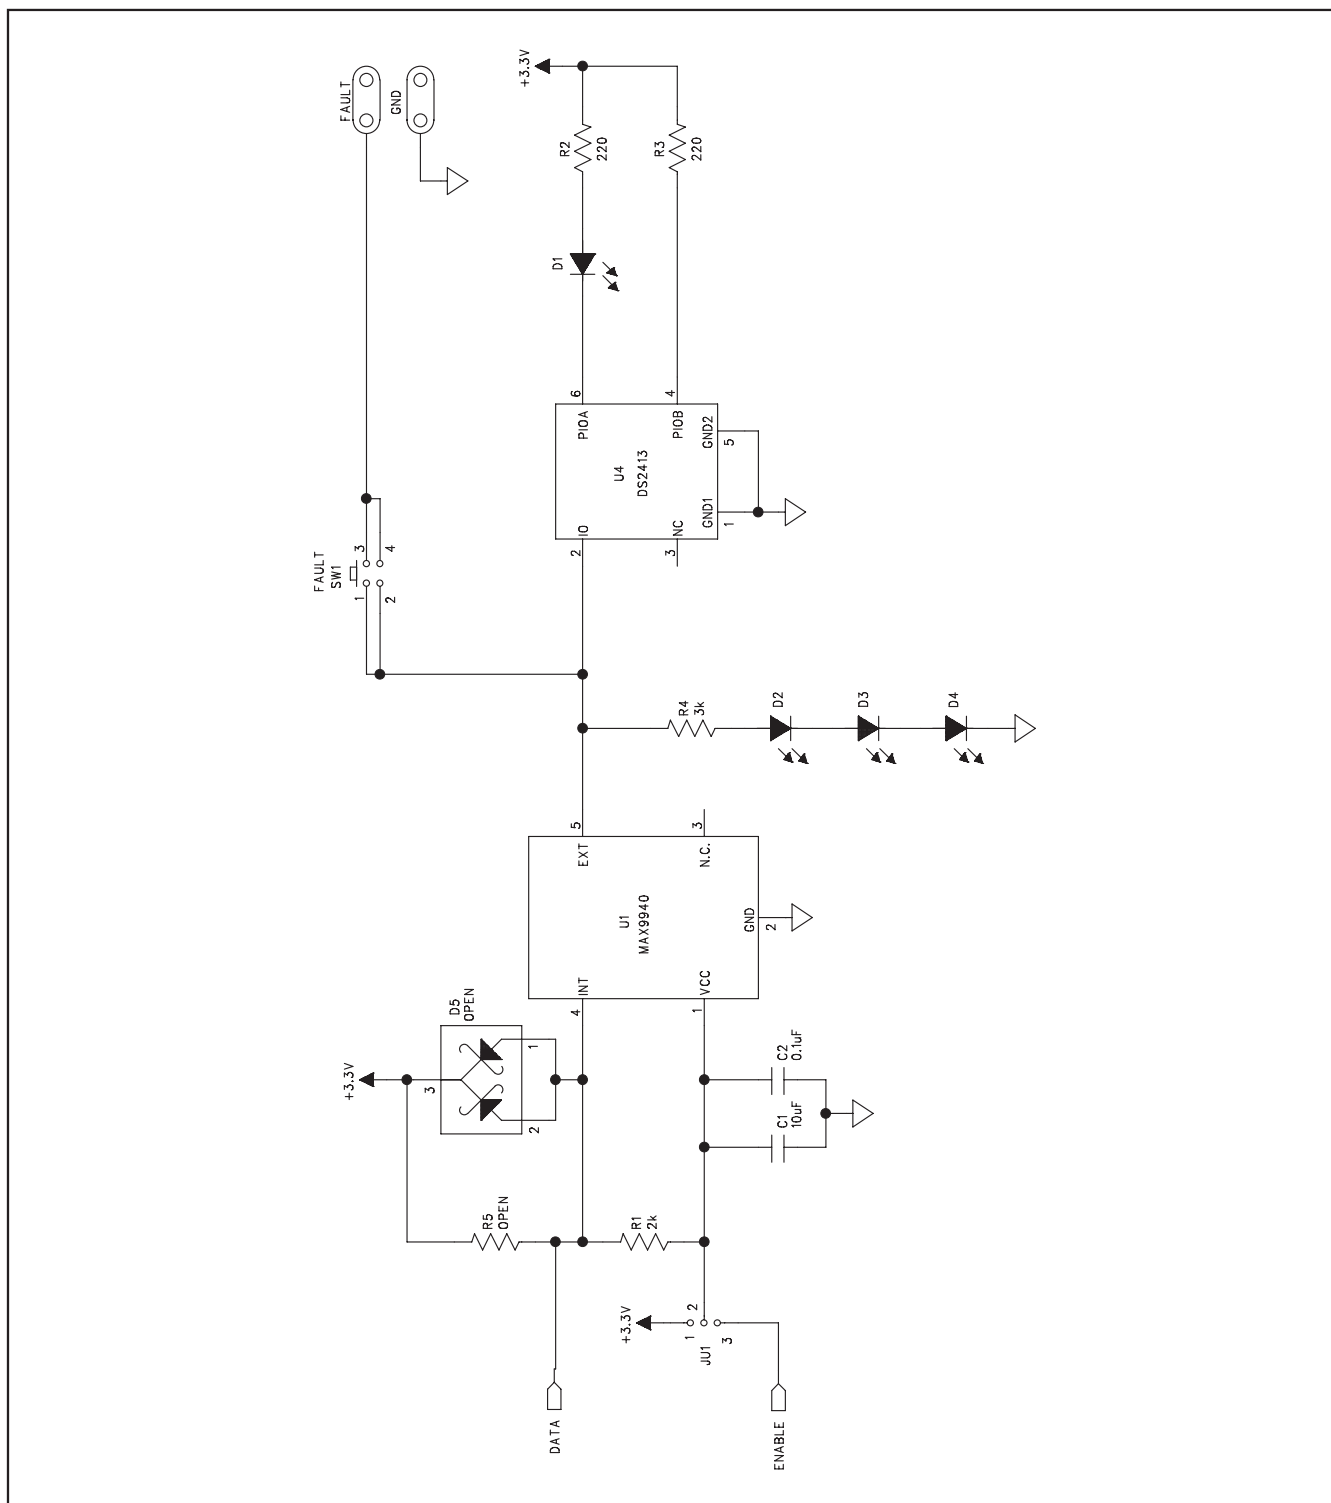 FAULT
GND
+3.3V
R2
220
R3
220
D1
6
4
PIOA
PIOB
U4
DS2413
GND2
5
GND1
1
IO
NC
2
3
FAULT
SW1
3
4
1
2
R4
3k
D2
D3
D4
5
3
EXT
N.C.
U1
MAX9940
GND
2
INT
VCC
4
1
D5
OPEN
+3.3V
3
1
2
C2
0.1uF
C1
10uF
R5
OPEN
R1
2k
+3.3V
1
2
3
JU1
DATA
ENABLE